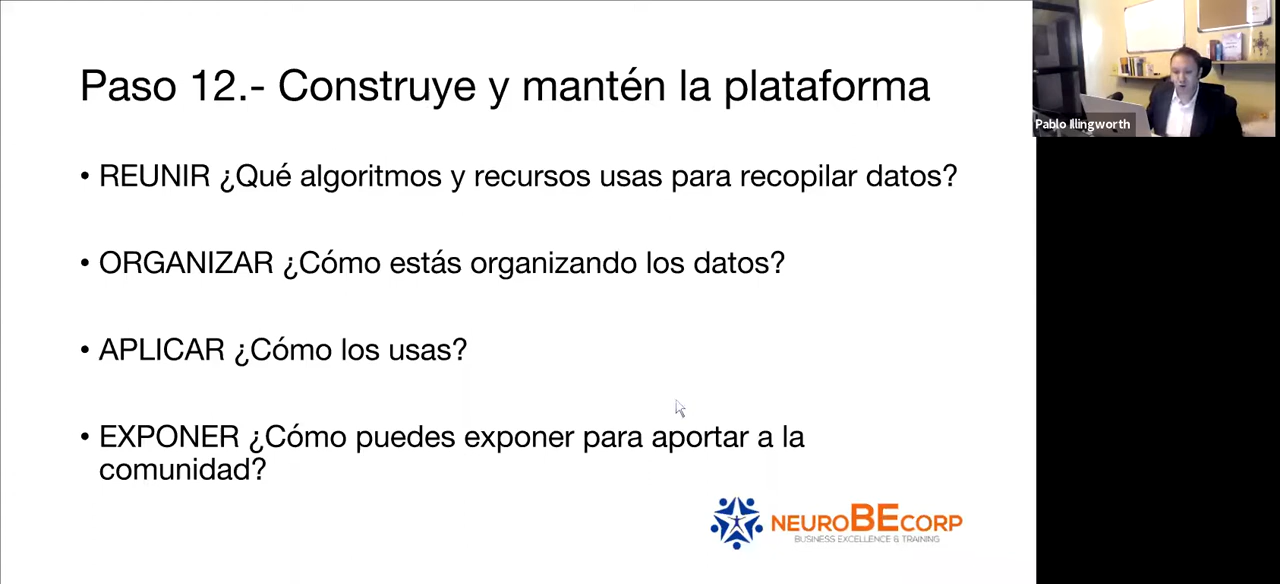 Paso 12.- Construye y mantén la plataforma
• REUNIR ¿Qué algoritmos y recursos usas para recopilar datos?
• ORGANIZAR ¿Cómo estás organizando los datos?
• APLICAR ¿Cómo los usas?
• EXPONER ¿Cómo puedes exponer para aportar a la
comunidad?
NEUROBECORP
BUSINESS EXCELLENCE & TRAINING
Pablo Illingworth